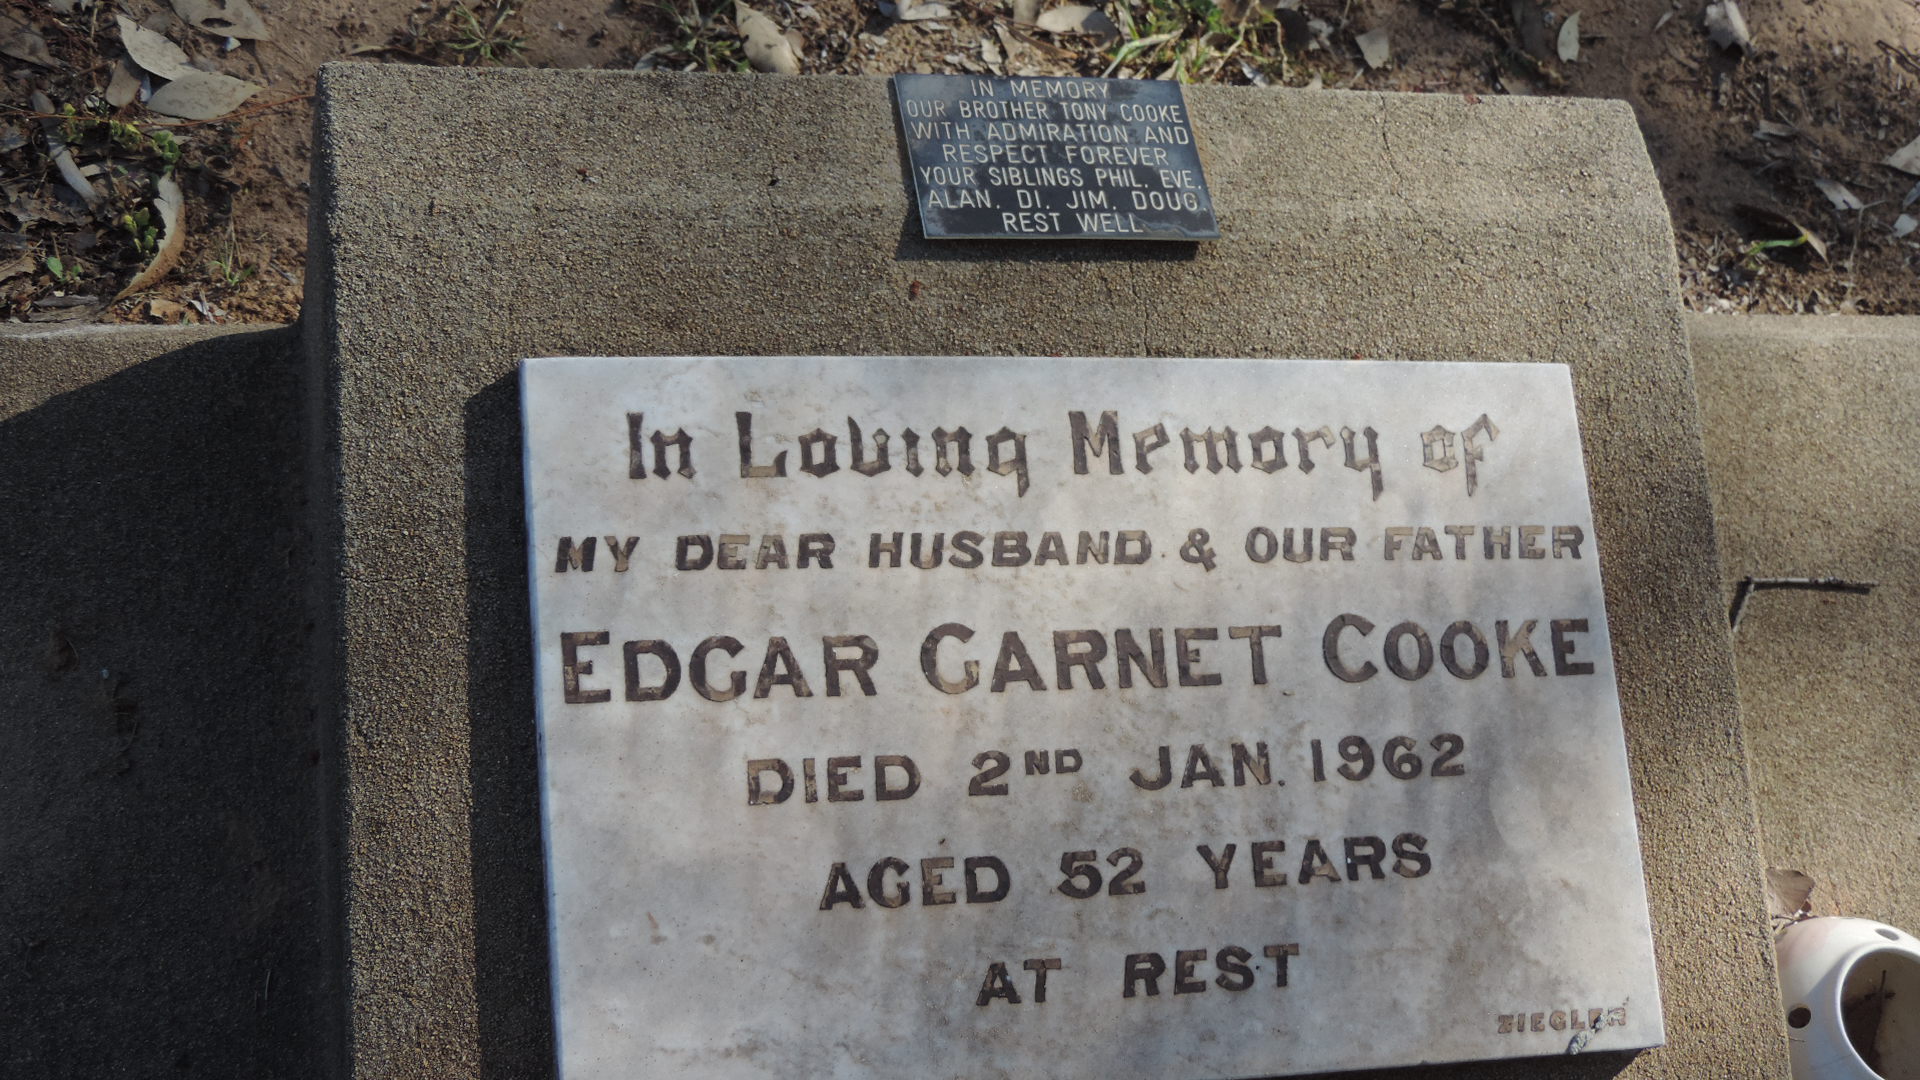 IN MEMORY
OUR BROTHER TONY COOKE
WITH ADMIRATION AND
RESPECT FOREVER
YOUR SIBLINGS PHIL. EVE.
ALAN. DI. JIM. DOUG.
REST WELL
In Loving Memory of
MY DEAR HUSBAND & OUR FATHER
EDGAR GARNET COOKE
DIED 2ND JAN. 1962
AGED 52 YEARS
AT REST
ZIEGLER